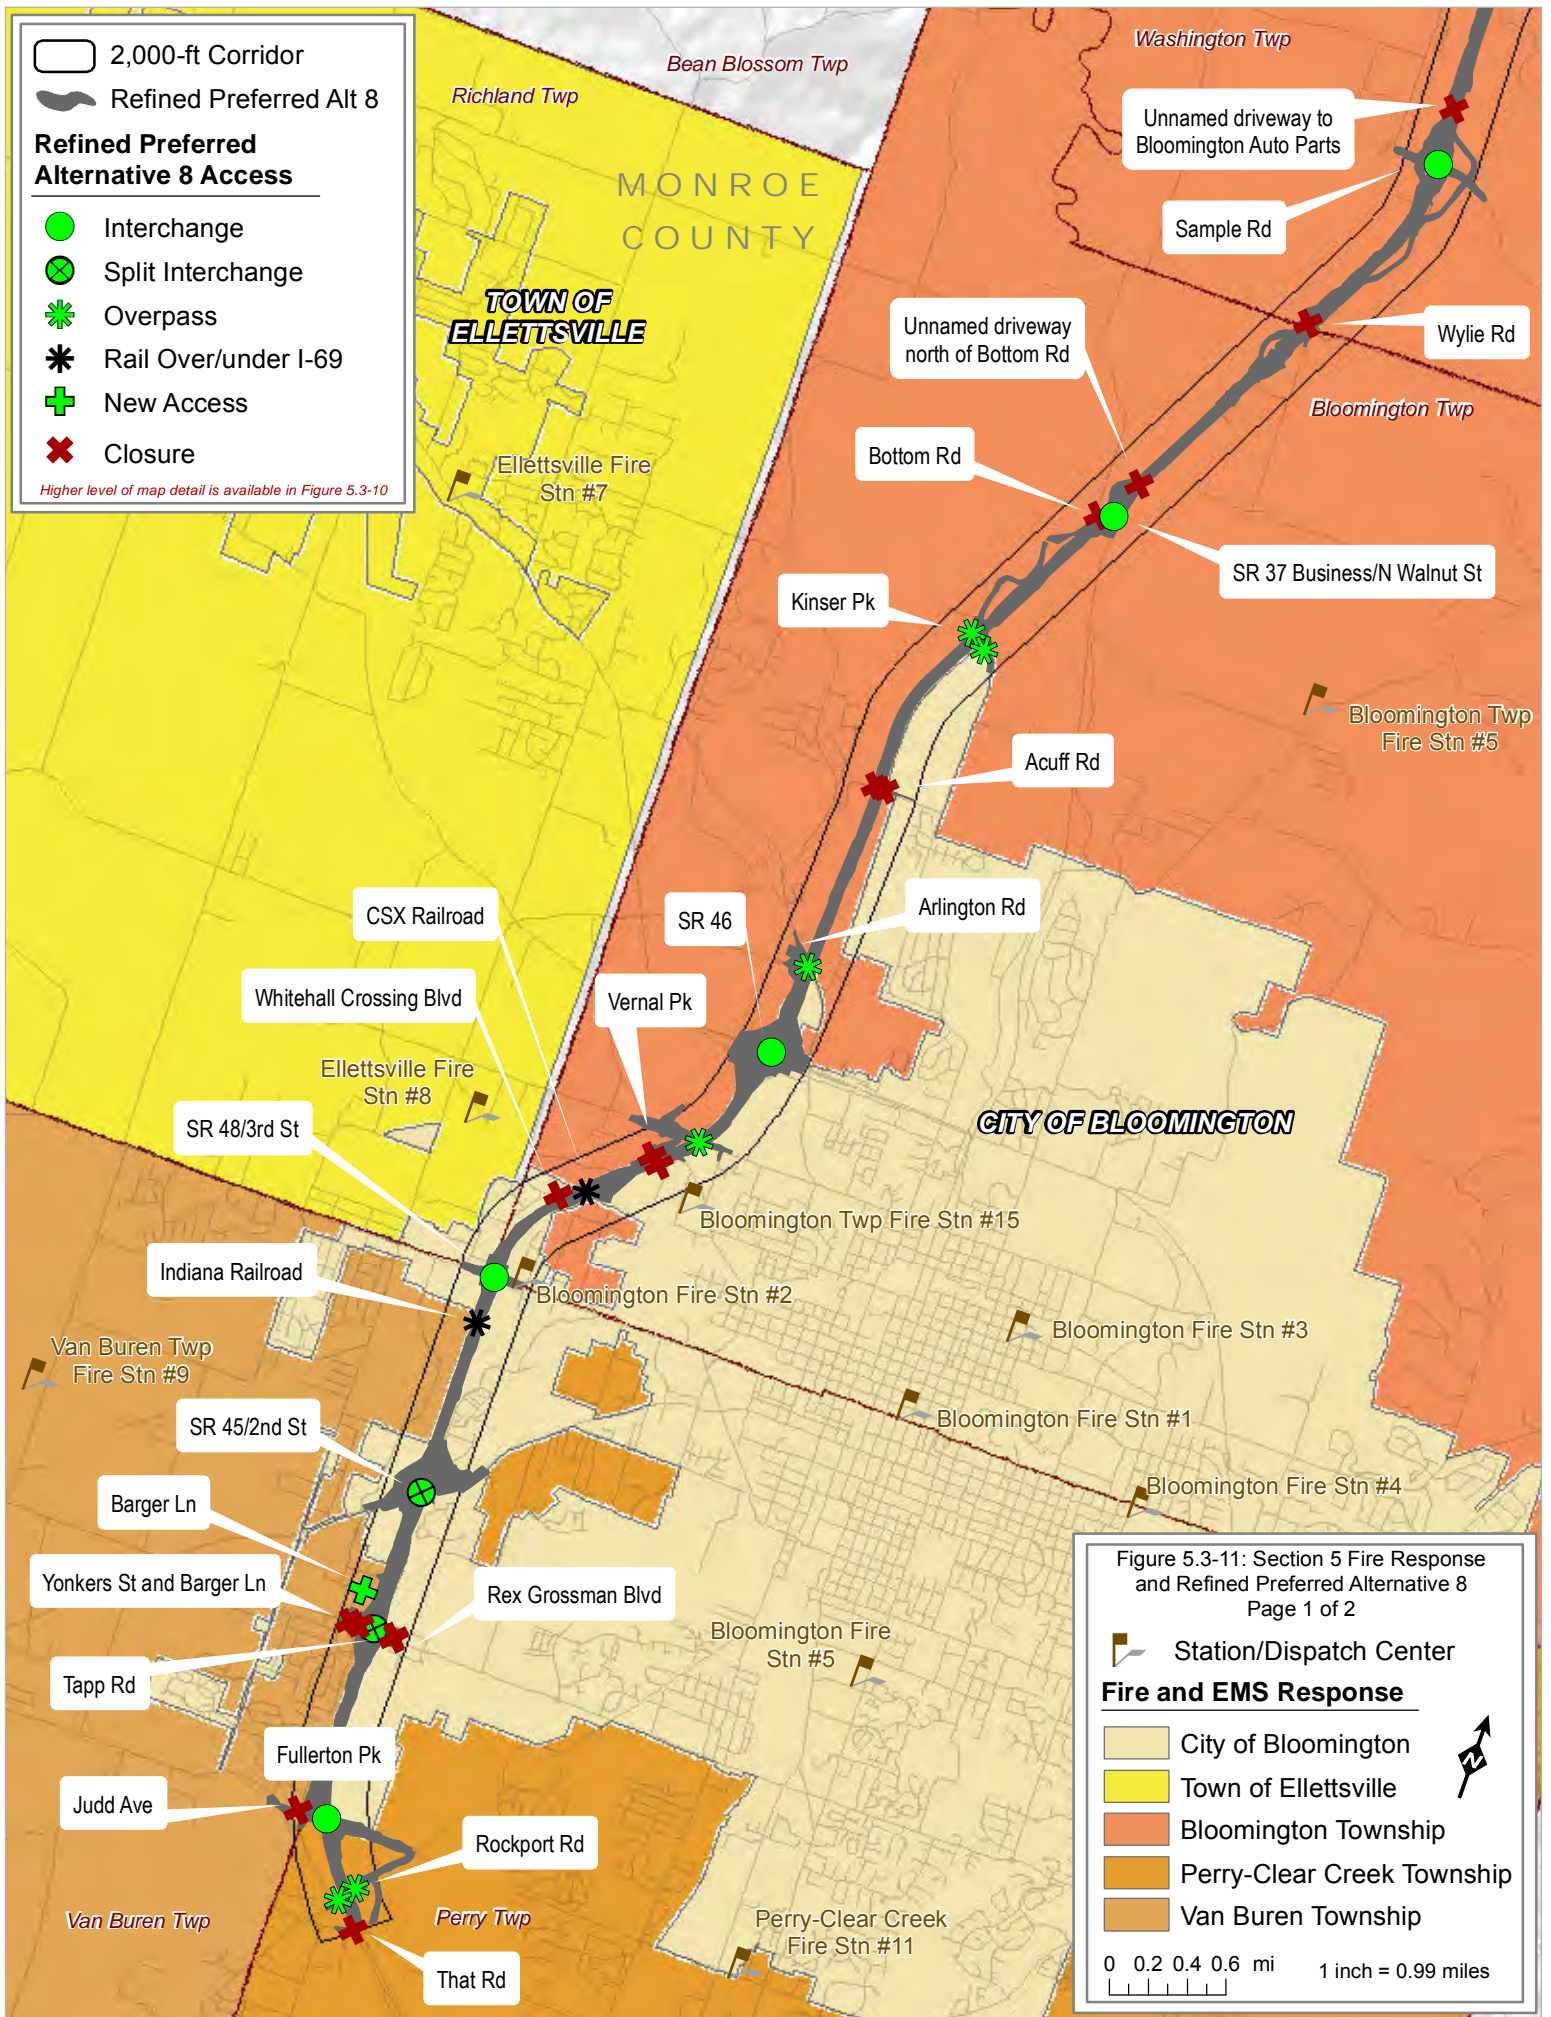 2,000-ft Corridor
Refined Preferred Alt 8
Refined Preferred
Alternative 8 Access
Interchange
Split Interchange
Overpass
Rail Over/under I-69
New Access
Closure
Higher level of map detail is available in Figure 5.3-10
Bean Blossom Twp
Richland Twp
Washington Twp
Unnamed driveway to
Bloomington Auto Parts
MONROE
COUNTY
Sample Rd
TOWN OF
ELLETTSVILLE
Unnamed driveway
north of Bottom Rd
Wylie Rd
Bloomington Twp
Bottom Rd
Ellettsville Fire
Stn #7
SR 37 Business/N Walnut St
Kinser Pk
Bloomington Twp
Fire Stn #5
Acuff Rd
CSX Railroad
SR 46
Arlington Rd
Whitehall Crossing Blvd
Vernal Pk
Ellettsville Fire
Stn #8
SR 48/3rd St
CITY OF BLOOMINGTON
Bloomington Twp Fire Stn #15
Indiana Railroad
Bloomington Fire Stn #2
Bloomington Fire Stn #3
Van Buren Twp
Fire Stn #9
SR 45/2nd St
Bloomington Fire Stn #1
Barger Ln
Bloomington Fire Stn #4
Yonkers St and Barger Ln
Rex Grossman Blvd
Bloomington Fire
Stn #5
Tapp Rd
Fullerton Pk
Judd Ave
Rockport Rd
Van Buren Twp
Perry Twp
Perry-Clear Creek
Fire Stn #11
That Rd
Figure 5.3-11: Section 5 Fire Response
and Refined Preferred Alternative 8
Page 1 of 2
Station/Dispatch Center
Fire and EMS Response
City of Bloomington
Town of Ellettsville
Bloomington Township
Perry-Clear Creek Township
Van Buren Township
N
0 0.2 0.4 0.6 mi
1 inch = 0.99 miles